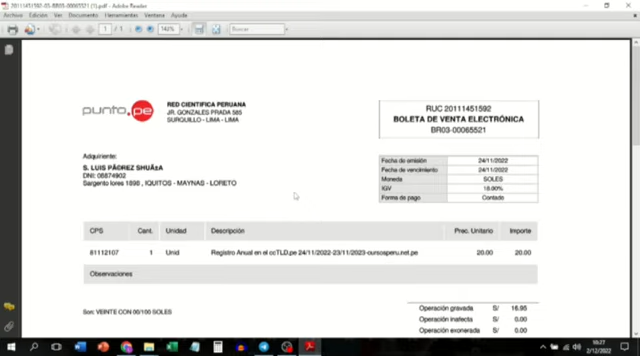 20111451592-03-BR03-00065521 (1).pdf - Adobe Reader
Archivo Edición Ver Documento Herramientas Ventana Ayuda
1 / 1
142%
Buscar
punto.pe
RED CIENTIFICA PERUANA
JR. GONZALES PRADA 585
SURQUILLO - LIMA - LIMA
RUC 20111451592
BOLETA DE VENTA ELECTRÓNICA
BR03-00065521
Adquiriente:
S. LUIS PÃ©REZ SHUÃ±A
DNI: 08874902
Sargento lores 1898 , IQUITOS - MAYNAS - LORETO
Fecha de emisión 24/11/2022
Fecha de vencimiento 24/11/2022
Moneda SOLES
IGV 18.00%
Forma de pago Contado
CPS Cant. Unidad Descripción Prec. Unitario Importe
81112107 1 Unid Registro Anual en el ccTLD.pe 24/11/2022-23/11/2023-cursosperu.net.pe 20.00 20.00
Observaciones
Son: VEINTE CON 00/100 SOLES
Operación gravada S/ 16.95
Operación inafecta S/ 0.00
Operación exonerada S/ 0.00
10:27
2/12/2022